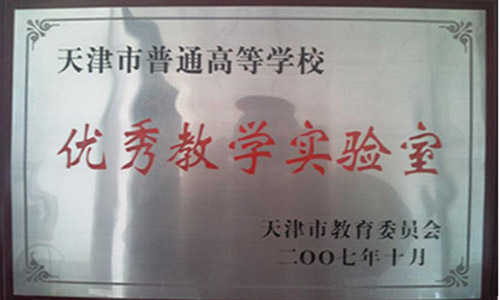 天津市普通高等学校
优秀教学实验室
天津市教育委员会
二〇〇七年十月